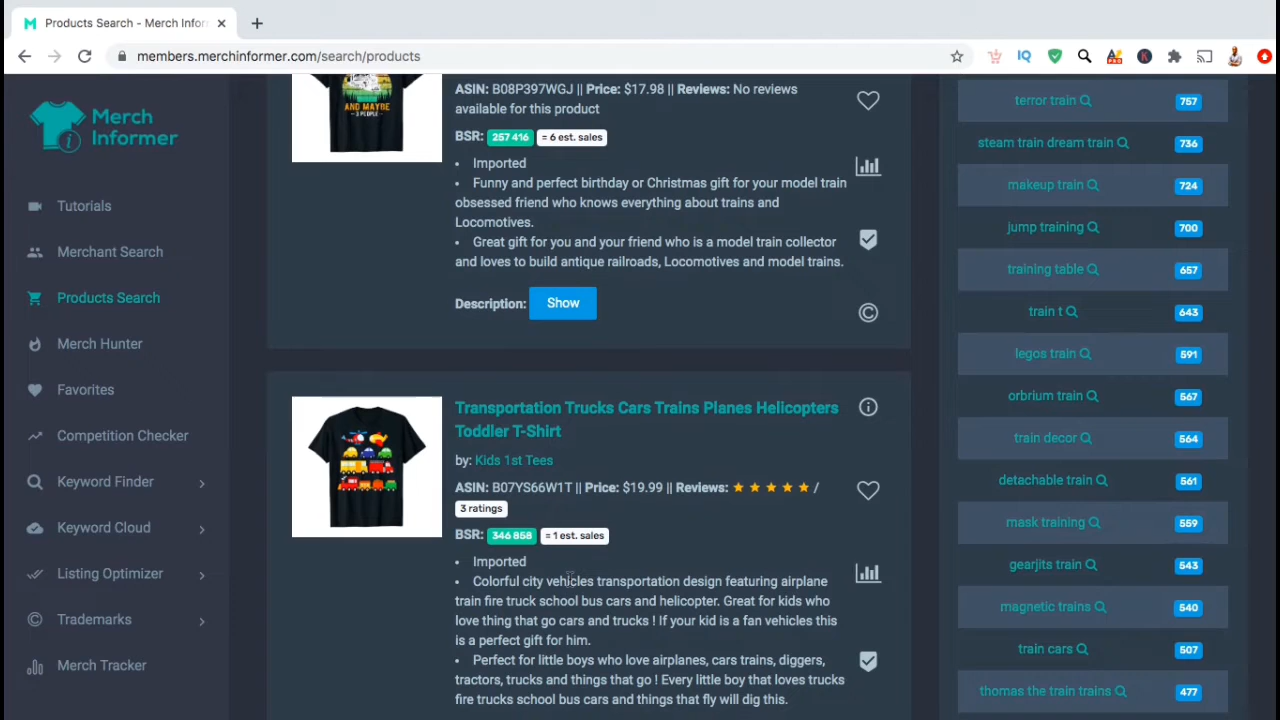 Products Search - Merch Infor
members.merchinformer.com/search/products
Merch
Informer
Tutorials
Merchant Search
Products Search
Merch Hunter
Favorites
Competition Checker
Keyword Finder
Keyword Cloud
Listing Optimizer
Trademarks
Merch Tracker
AND MAYBE
3 PEOPLE
ASIN: B08P397WGJ || Price: $17.98 || Reviews: No reviews
available for this product
BSR: 257 416 = 6 est. sales
• Imported
• Funny and perfect birthday or Christmas gift for your model train
obsessed friend who knows everything about trains and
Locomotives.
• Great gift for you and your friend who is a model train collector
and loves to build antique railroads, Locomotives and model trains.
Description: Show
Transportation Trucks Cars Trains Planes Helicopters
Toddler T-Shirt
by: Kids 1st Tees
ASIN: B07YS66W1T || Price: $19.99 || Reviews: ★ ★ ★ ★ ★ /
3 ratings
BSR: 346 858 = 1 est. sales
• Imported
• Colorful city vehicles transportation design featuring airplane
train fire truck school bus cars and helicopter. Great for kids who
love thing that go cars and trucks ! If your kid is a fan vehicles this
is a perfect gift for him.
• Perfect for little boys who love airplanes, cars trains, diggers,
tractors, trucks and things that go ! Every little boy that loves trucks
fire trucks school bus cars and things that fly will dig this.
terror train 757
steam train dream train 736
makeup train 724
jump training 700
training table 657
train t 643
legos train 591
orbrium train 567
train decor 564
detachable train 561
mask training 559
gearjits train 543
magnetic trains 540
train cars 507
thomas the train trains 477